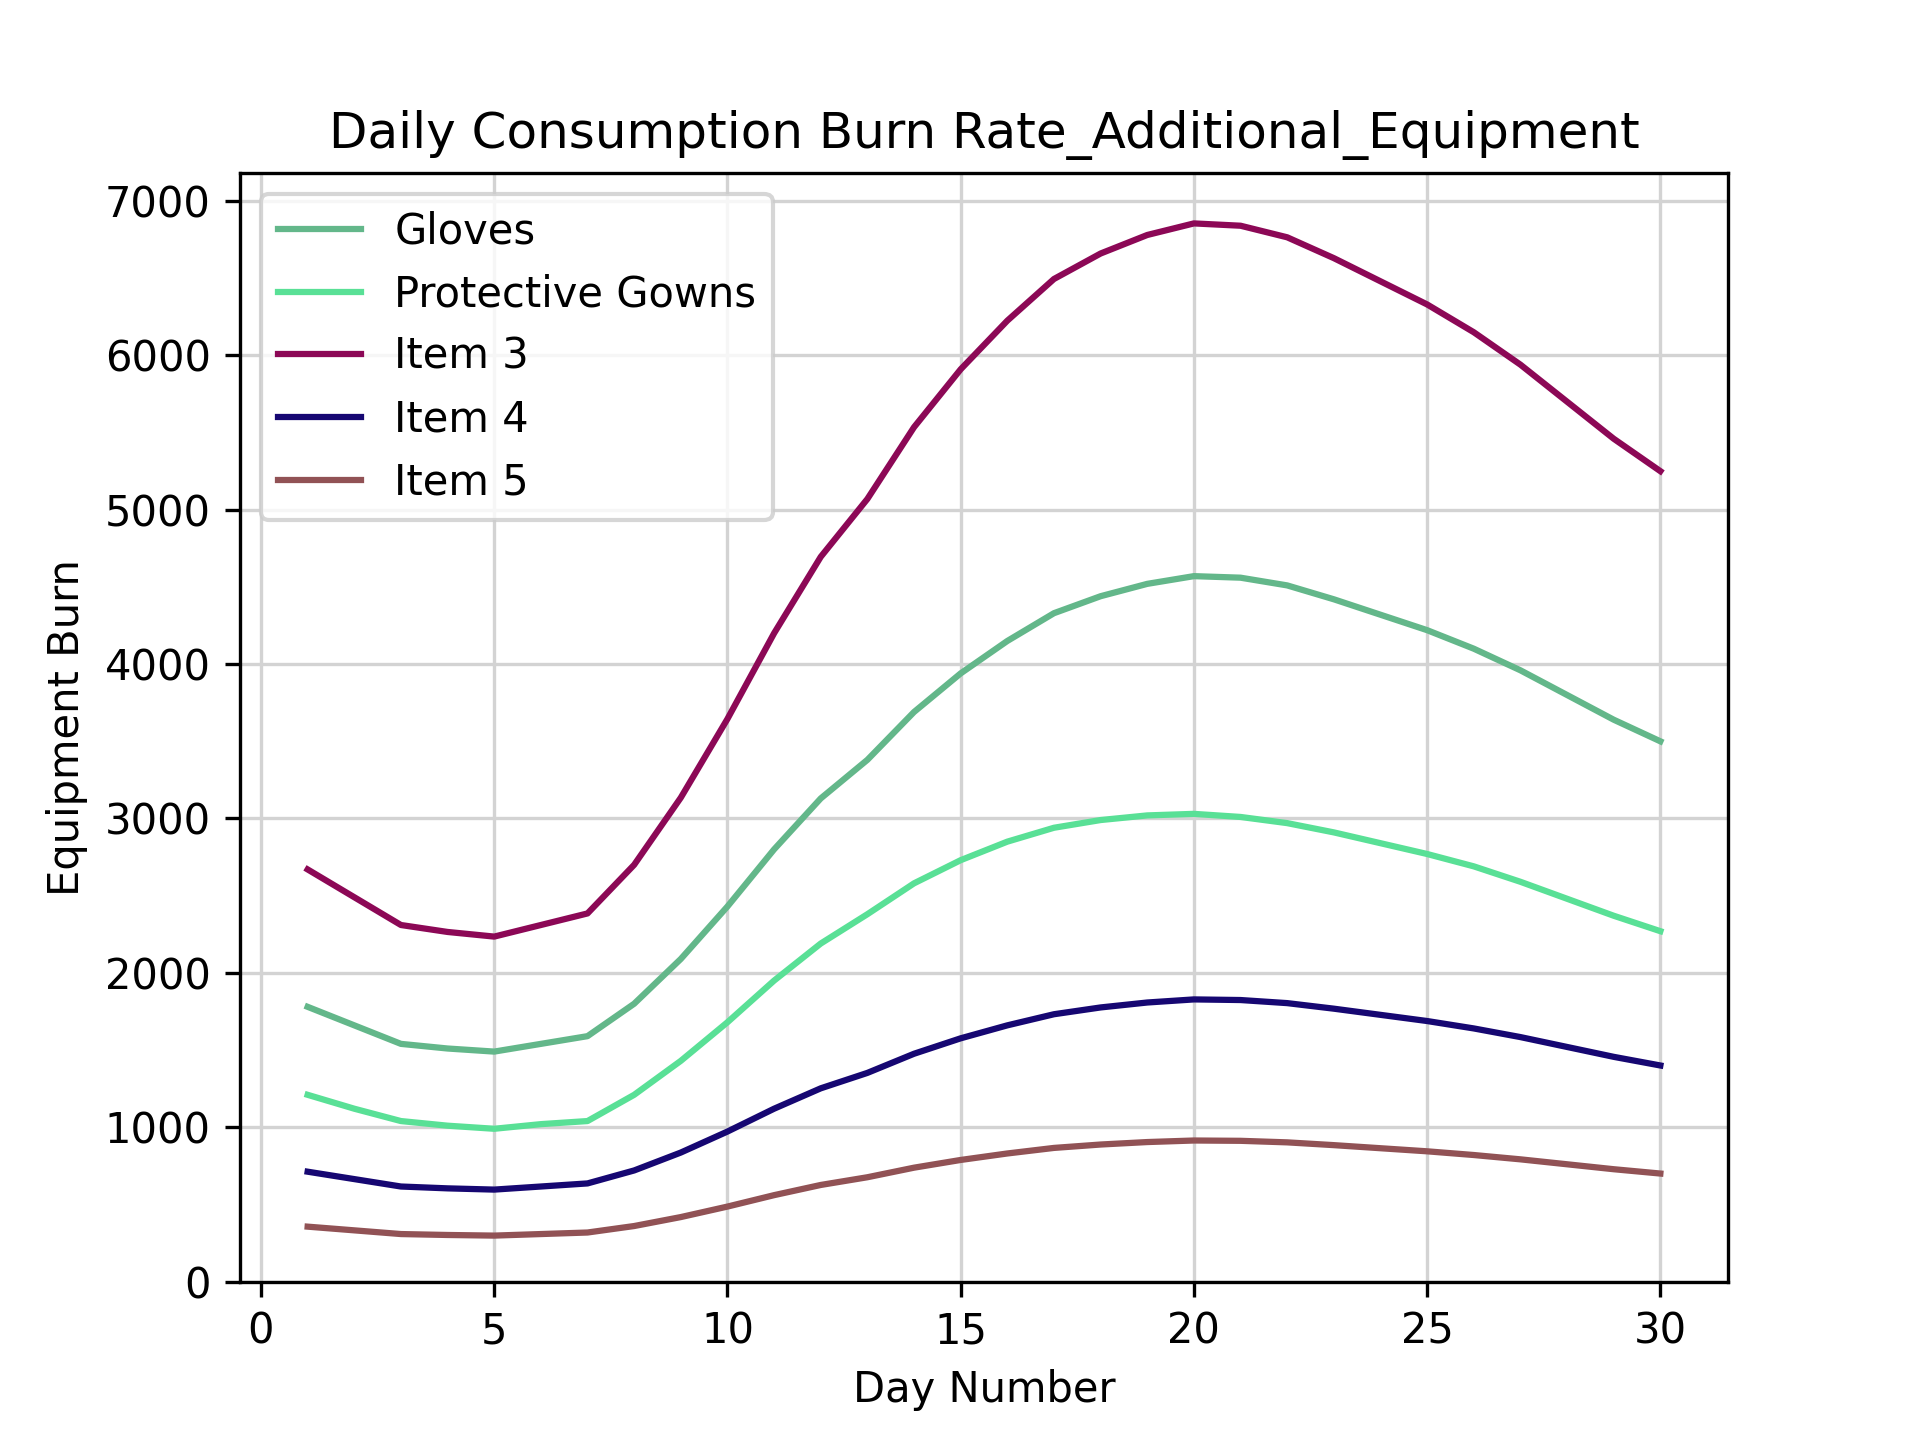 Daily Consumption Burn Rate_Additional_Equipment
7000
6000
5000
4000
3000
2000
1000
0
Equipment Burn
Gloves
Protective Gowns
Item 3
Item 4
Item 5
0 5 10 15 20 25 30
Day Number